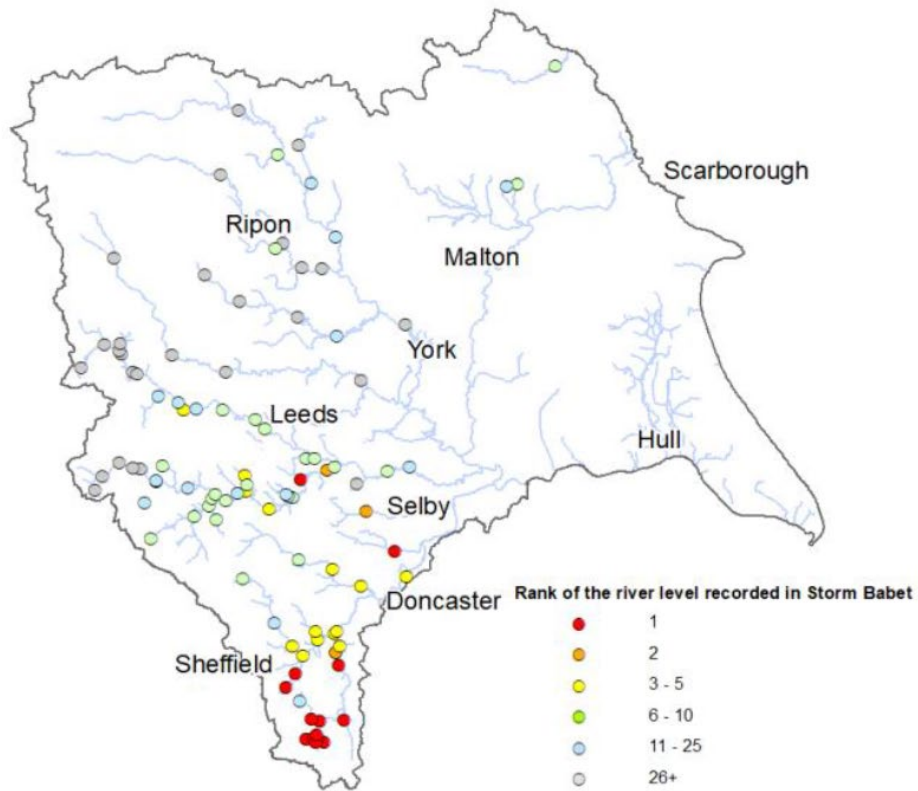 Scarborough
Ripon
Malton
York
Leeds
Hull
Selby
Doncaster
Sheffield
Rank of the river level recorded in Storm Babet
1
2
3 - 5
6 - 10
11 - 25
26+